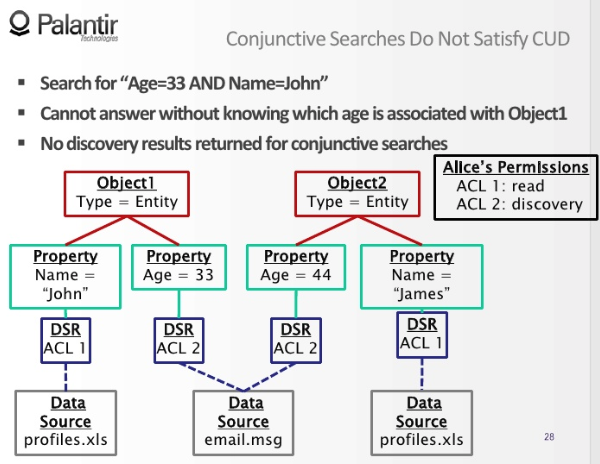 Palantir
Technologies
Conjunctive Searches Do Not Satisfy CUD
▪ Search for “Age=33 AND Name=John”
▪ Cannot answer without knowing which age is associated with Object1
▪ No discovery results returned for conjunctive searches
Alice's Permissions
ACL 1: read
ACL 2: discovery
Object1
Type = Entity
Object2
Type = Entity
Property
Name =
“John”
Property
Age = 33
Property
Age = 44
Property
Name =
“James”
DSR
ACL 1
DSR
ACL 2
DSR
ACL 2
DSR
ACL 1
Data
Source
profiles.xls
Data
Source
email.msg
Data
Source
profiles.xls
28